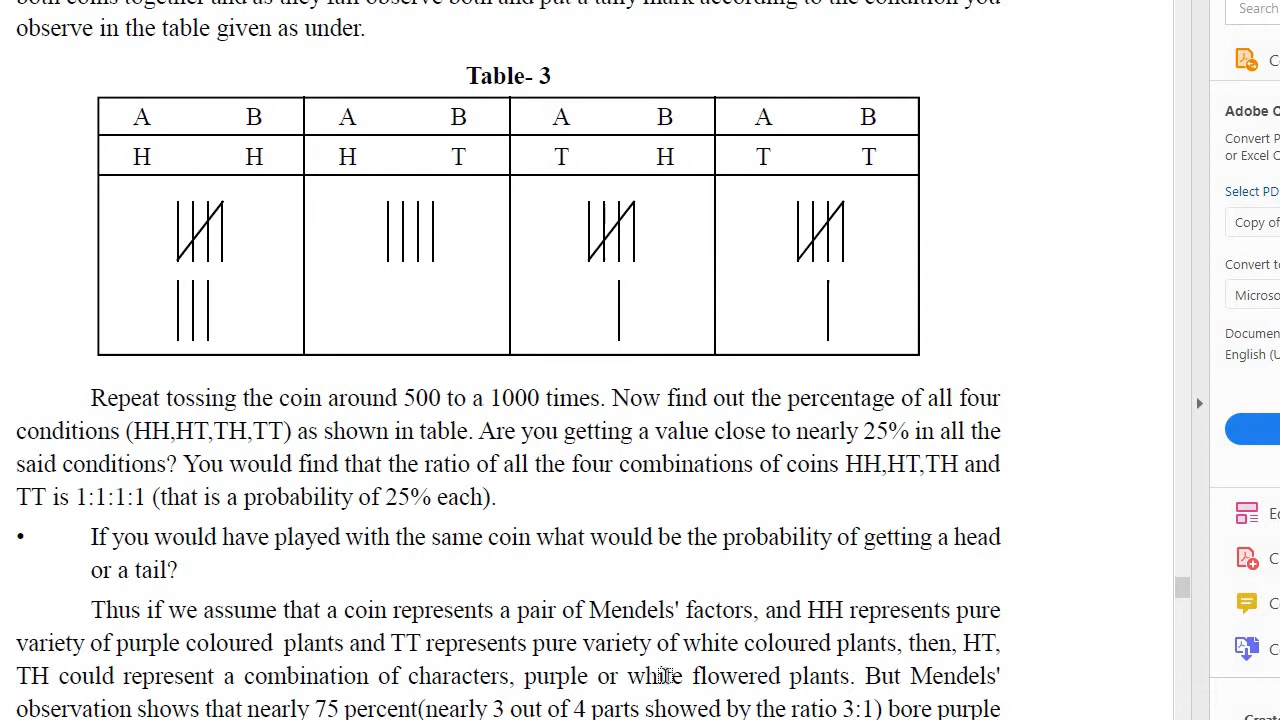 observe in the table given as under.
Table- 3
A B A B A B A B
H H H T T H T T
Repeat tossing the coin around 500 to a 1000 times. Now find out the percentage of all four
conditions (HH,HT,TH,TT) as shown in table. Are you getting a value close to nearly 25% in all the
said conditions? You would find that the ratio of all the four combinations of coins HH,HT,TH and
TT is 1:1:1:1 (that is a probability of 25% each).
• If you would have played with the same coin what would be the probability of getting a head
or a tail?
Thus if we assume that a coin represents a pair of Mendels' factors, and HH represents pure
variety of purple coloured plants and TT represents pure variety of white coloured plants, then, HT,
TH could represent a combination of characters, purple or white flowered plants. But Mendels'
observation shows that nearly 75 percent(nearly 3 out of 4 parts showed by the ratio 3:1) bore purple
Search
Adobe
Convert
or Excel
Select
Copy of
Convert